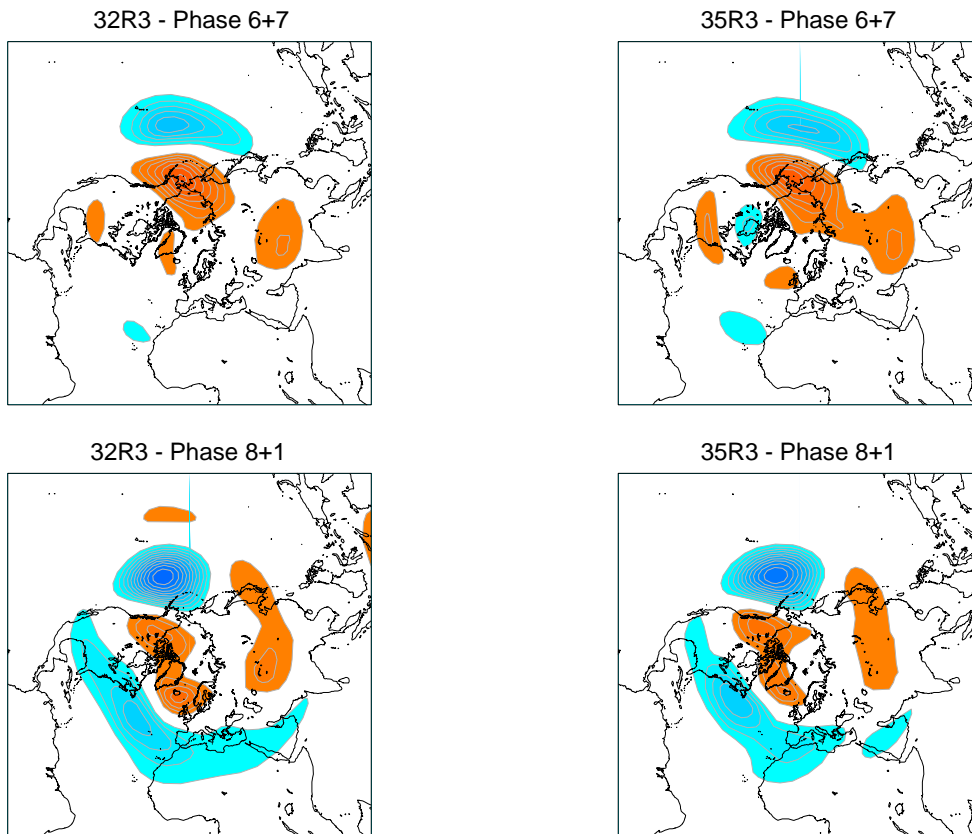 32R3 - Phase 6+7
35R3 - Phase 6+7
32R3 - Phase 8+1
35R3 - Phase 8+1